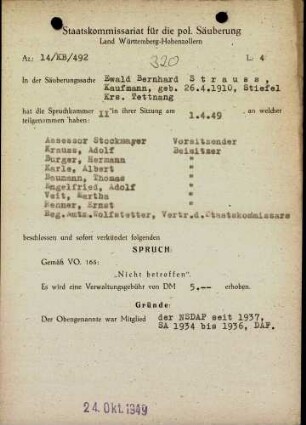 Staatskommissariat für die pol. Säuberung
Land Württemberg-Hohenzollern
Az: 14/KB/492
320
L 4
In der Säuberungssache Ewald Bernhard Strauss,
Kaufmann, geb. 26.4.1910, Stiefel
Krs. Tettnang
hat die Spruchkammer II in ihrer Sitzung am 1.4.49 an welcher
teilgenommen haben:
Assessor Stockmayer Vorsitzender
Krauss, Adolf Beisitzer
Burger, Hermann "
Karle, Albert "
Baumann, Thomas "
Engelfried, Adolf "
Veit, Martha "
Renner, Ernst "
Reg.Amts.Wolfstetter, Vertr.d.Staatskommissars
beschlossen und sofort verkündet folgenden
SPRUCH:
Gemäß VO. 165:
„Nicht betroffen".
Es wird eine Verwaltungsgebühr von DM 5.-- erhoben.
Gründe:
Der Obengenannte war Mitglied der NSDAP seit 1937,
SA 1934 bis 1936, DAF.
24. Okt. 1949